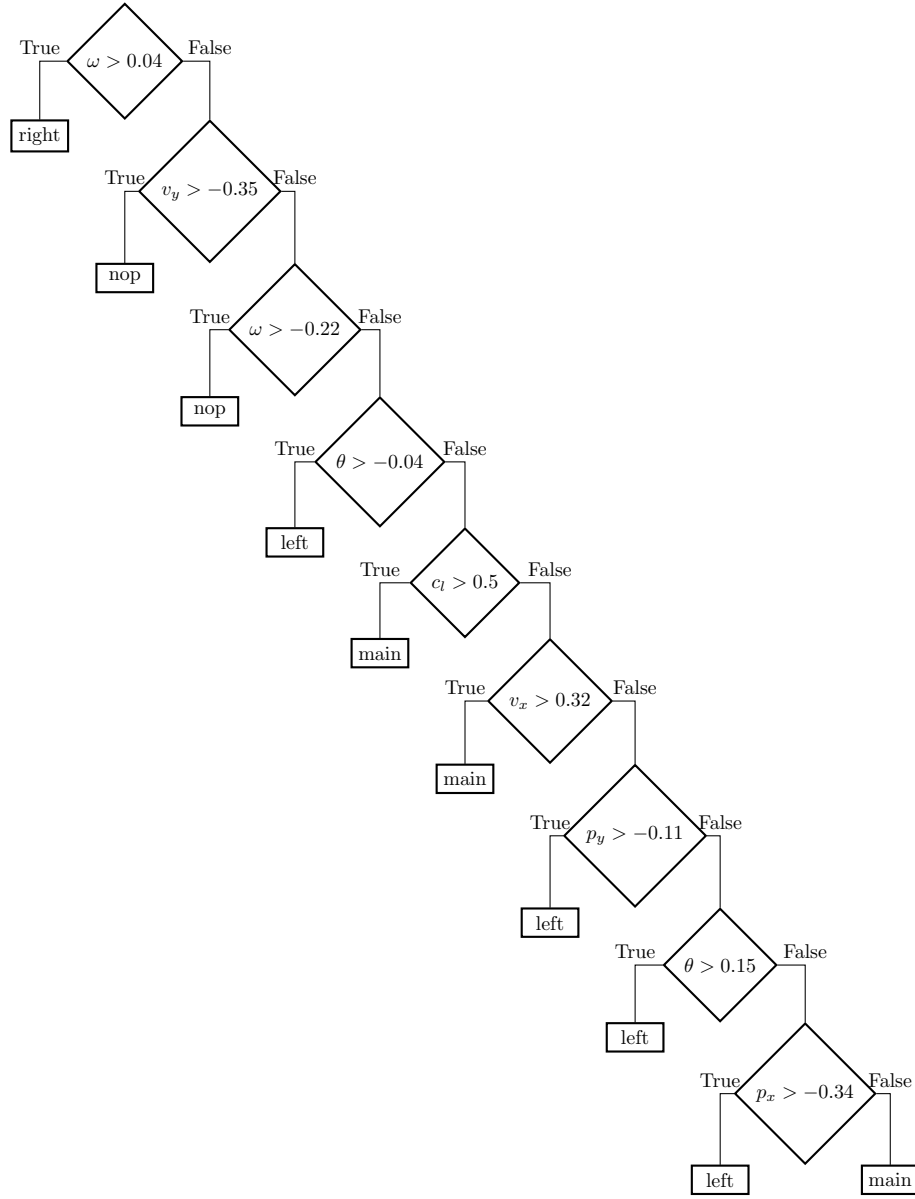 True
False
ω > 0.04
right
True
False
v_y > −0.35
nop
True
False
ω > −0.22
nop
True
False
θ > −0.04
left
True
False
c_l > 0.5
main
True
False
v_x > 0.32
main
True
False
p_y > −0.11
left
True
False
θ > 0.15
left
True
False
p_x > −0.34
left
main